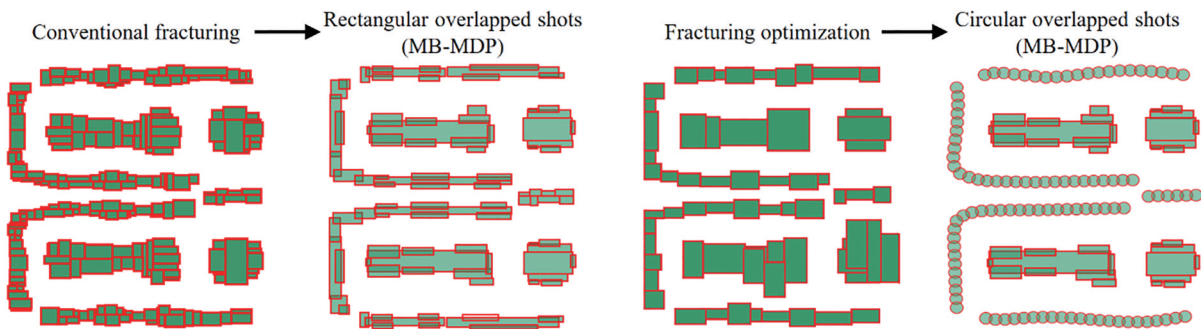 Conventional fracturing
Rectangular overlapped shots
(MB-MDP)
Fracturing optimization
Circular overlapped shots
(MB-MDP)